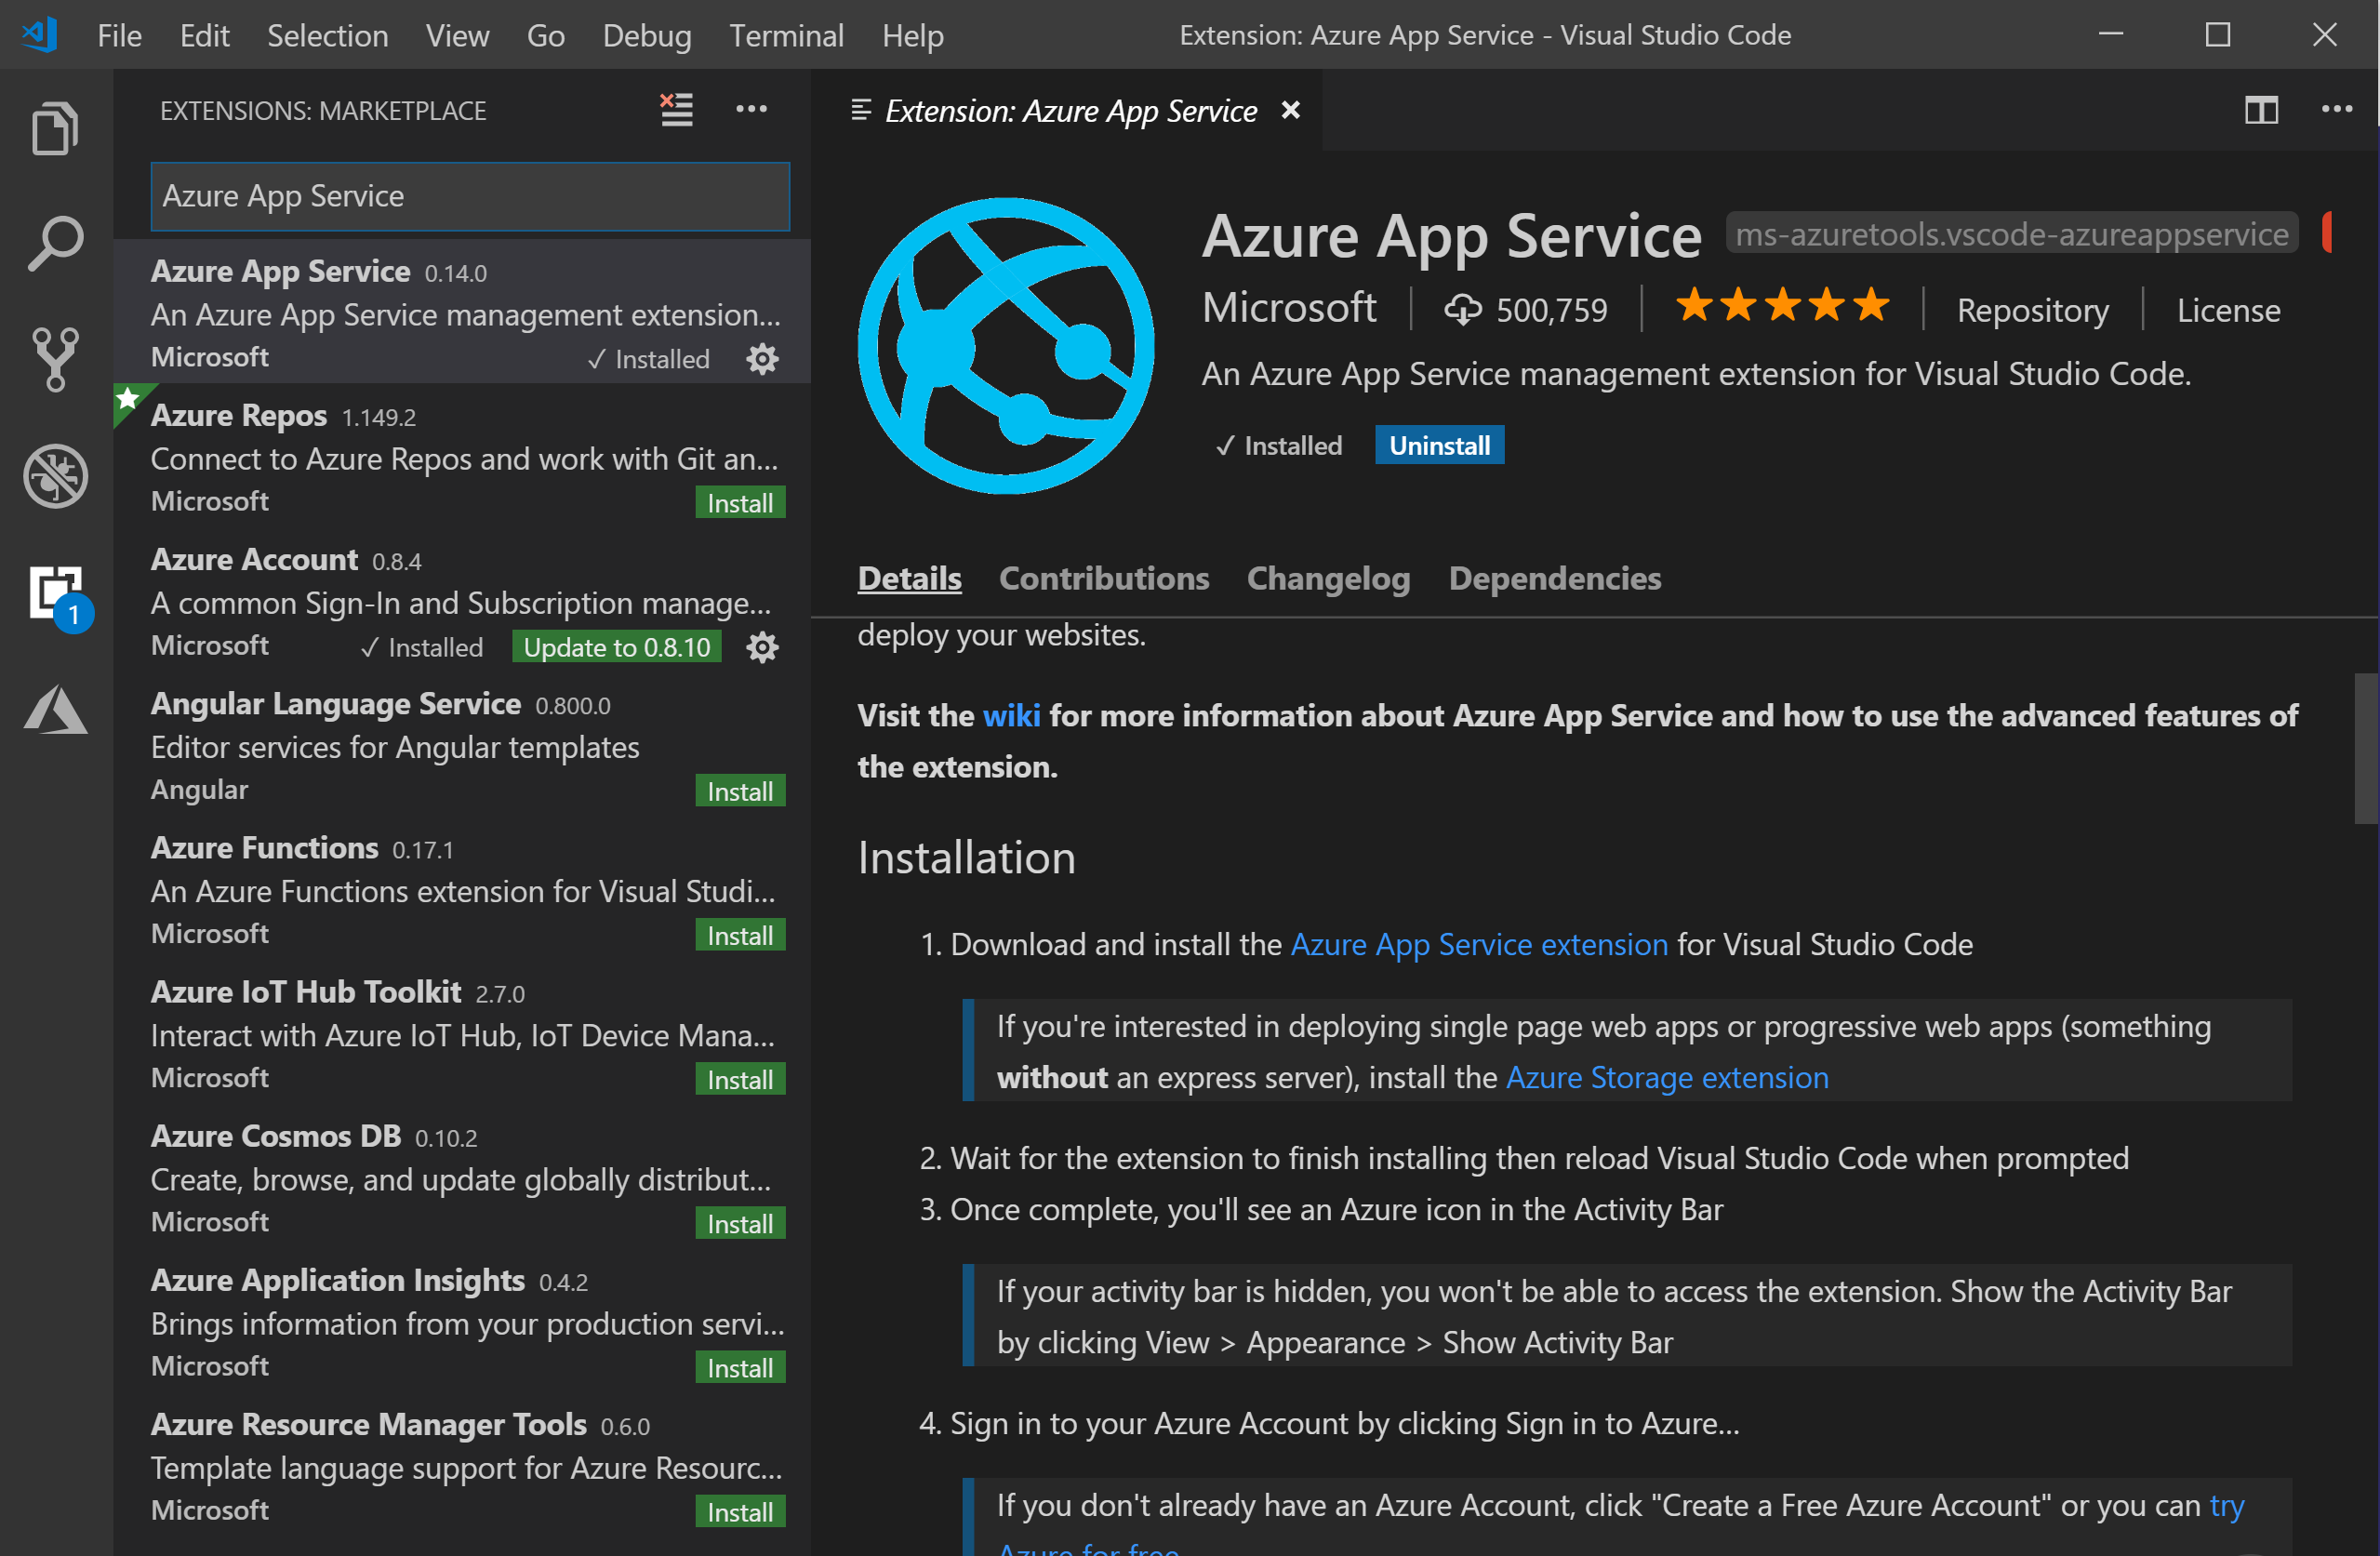 File Edit Selection View Go Debug Terminal Help
Extension: Azure App Service - Visual Studio Code
EXTENSIONS: MARKETPLACE
Azure App Service
Azure App Service 0.14.0
An Azure App Service management extension...
Microsoft ✓ Installed
Azure Repos 1.149.2
Connect to Azure Repos and work with Git an...
Microsoft Install
Azure Account 0.8.4
A common Sign-In and Subscription manage...
Microsoft ✓ Installed Update to 0.8.10
Angular Language Service 0.800.0
Editor services for Angular templates
Angular Install
Azure Functions 0.17.1
An Azure Functions extension for Visual Studi...
Microsoft Install
Azure IoT Hub Toolkit 2.7.0
Interact with Azure IoT Hub, IoT Device Mana...
Microsoft Install
Azure Cosmos DB 0.10.2
Create, browse, and update globally distribut...
Microsoft Install
Azure Application Insights 0.4.2
Brings information from your production servi...
Microsoft Install
Azure Resource Manager Tools 0.6.0
Template language support for Azure Resourc...
Microsoft Install
1
Extension: Azure App Service
Azure App Service ms-azuretools.vscode-azureappservice
Microsoft | 500,759 | ★★★★★ | Repository | License
An Azure App Service management extension for Visual Studio Code.
✓ Installed Uninstall
Details Contributions Changelog Dependencies
deploy your websites.
Visit the wiki for more information about Azure App Service and how to use the advanced features of
the extension.
Installation
1. Download and install the Azure App Service extension for Visual Studio Code
If you're interested in deploying single page web apps or progressive web apps (something
without an express server), install the Azure Storage extension
2. Wait for the extension to finish installing then reload Visual Studio Code when prompted
3. Once complete, you'll see an Azure icon in the Activity Bar
If your activity bar is hidden, you won't be able to access the extension. Show the Activity Bar
by clicking View > Appearance > Show Activity Bar
4. Sign in to your Azure Account by clicking Sign in to Azure...
If you don't already have an Azure Account, click "Create a Free Azure Account" or you can try
Azure for free